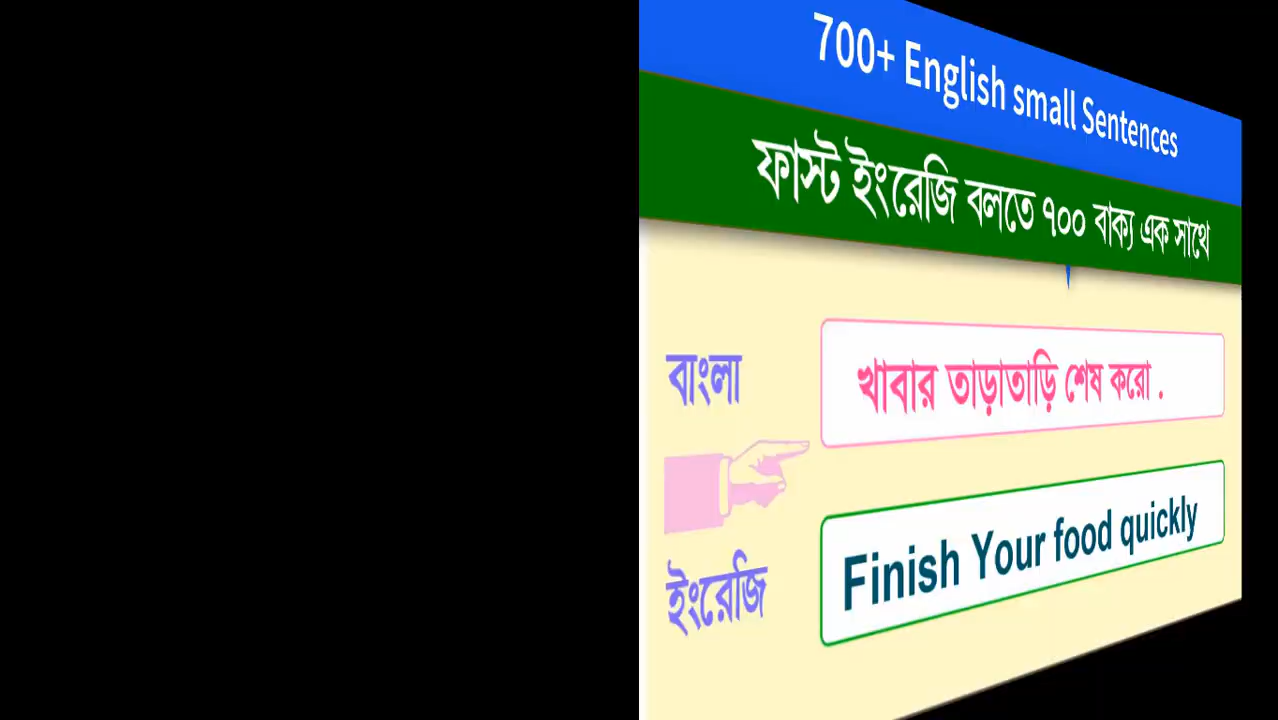 700+ English small Sentences
ফাস্ট ইংরেজি বলতে ৭০০ বাক্য এক সাথে
বাংলা
খাবার তাড়াতাড়ি শেষ করো .
ইংরেজি
Finish Your food quickly